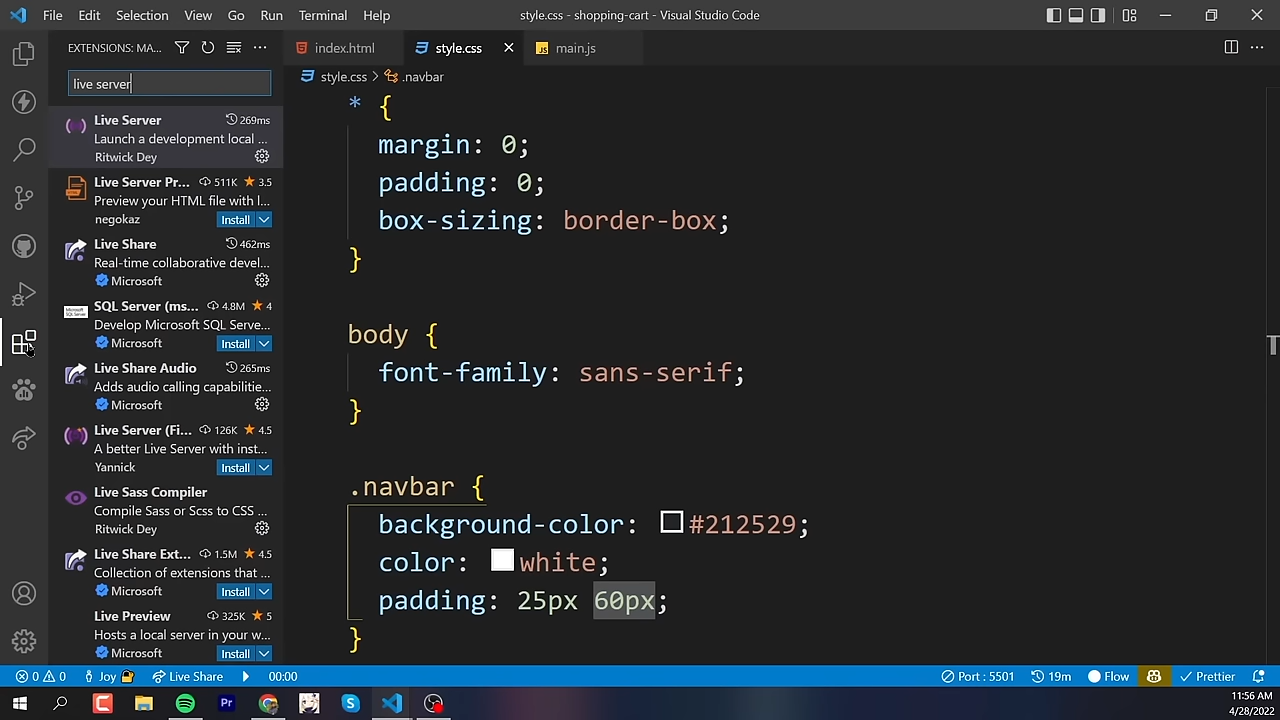 File Edit Selection View Go Run Terminal Help
style.css - shopping-cart - Visual Studio Code
EXTENSIONS: MA...
index.html style.css main.js
live server
style.css > .navbar
Live Server 269ms
Launch a development local ...
Ritwick Dey
Live Server Pr... 511K 3.5
Preview your HTML file with l...
negokaz Install
Live Share 462ms
Real-time collaborative devel...
Microsoft
SQL Server (ms... 4.8M 4
Develop Microsoft SQL Serve...
Microsoft Install
Live Share Audio 265ms
Adds audio calling capabilitie...
Microsoft
Live Server (Fi... 126K 4.5
A better Live Server with inst...
Yannick Install
Live Sass Compiler
Compile Sass or Scss to CSS ...
Ritwick Dey
Live Share Ext... 1.5M 4.5
Collection of extensions that ...
Microsoft Install
Live Preview 325K 5
Hosts a local server in your w...
Microsoft Install
* {
margin: 0;
padding: 0;
box-sizing: border-box;
}
body {
font-family: sans-serif;
}
.navbar {
background-color: #212529;
color: white;
padding: 25px 60px;
}
0 0 Joy Live Share 00:00 Port : 5501 19m Flow Prettier
11:56 AM
4/28/2022